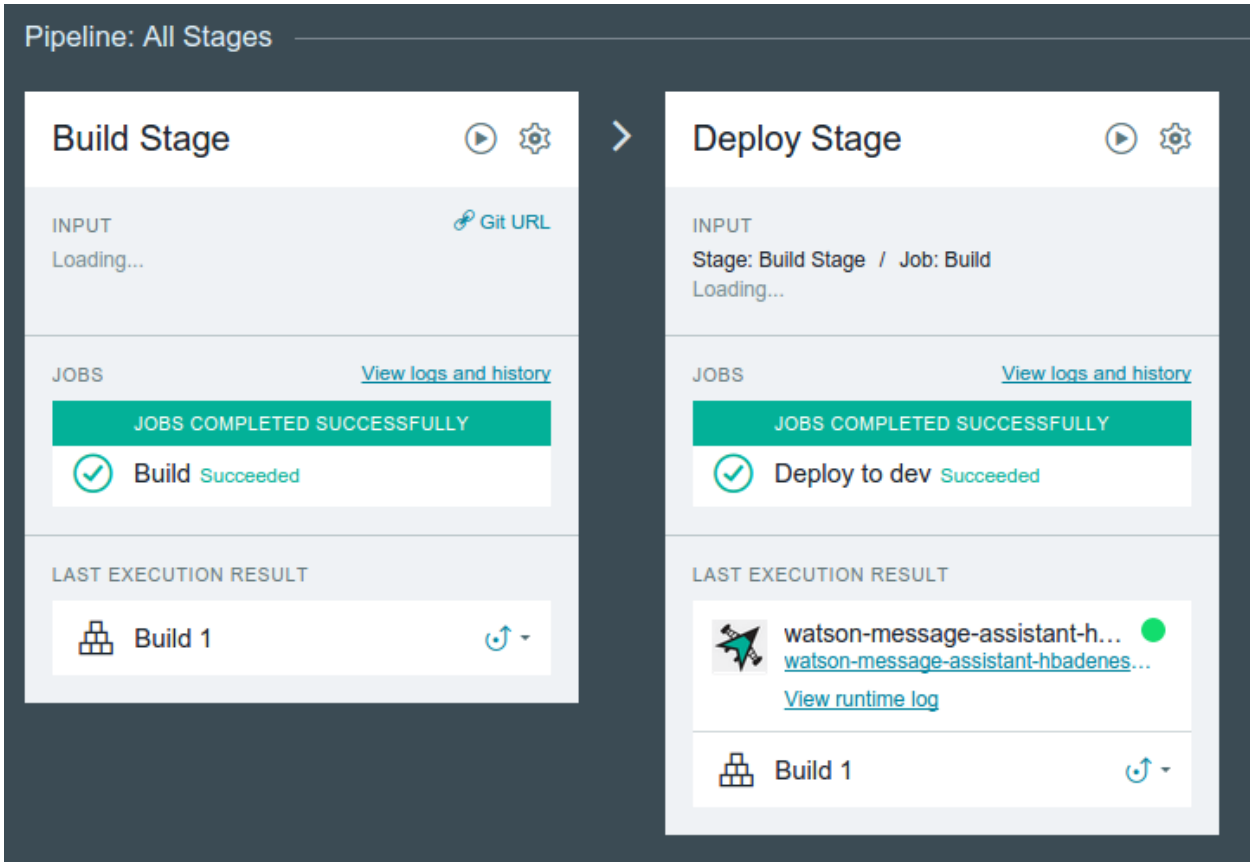 Pipeline: All Stages
Build Stage
INPUT
Git URL
Loading...
JOBS
View logs and history
JOBS COMPLETED SUCCESSFULLY
Build Succeeded
LAST EXECUTION RESULT
Build 1
Deploy Stage
INPUT
Stage: Build Stage / Job: Build
Loading...
JOBS
View logs and history
JOBS COMPLETED SUCCESSFULLY
Deploy to dev Succeeded
LAST EXECUTION RESULT
watson-message-assistant-h...
watson-message-assistant-hbadenes...
View runtime log
Build 1